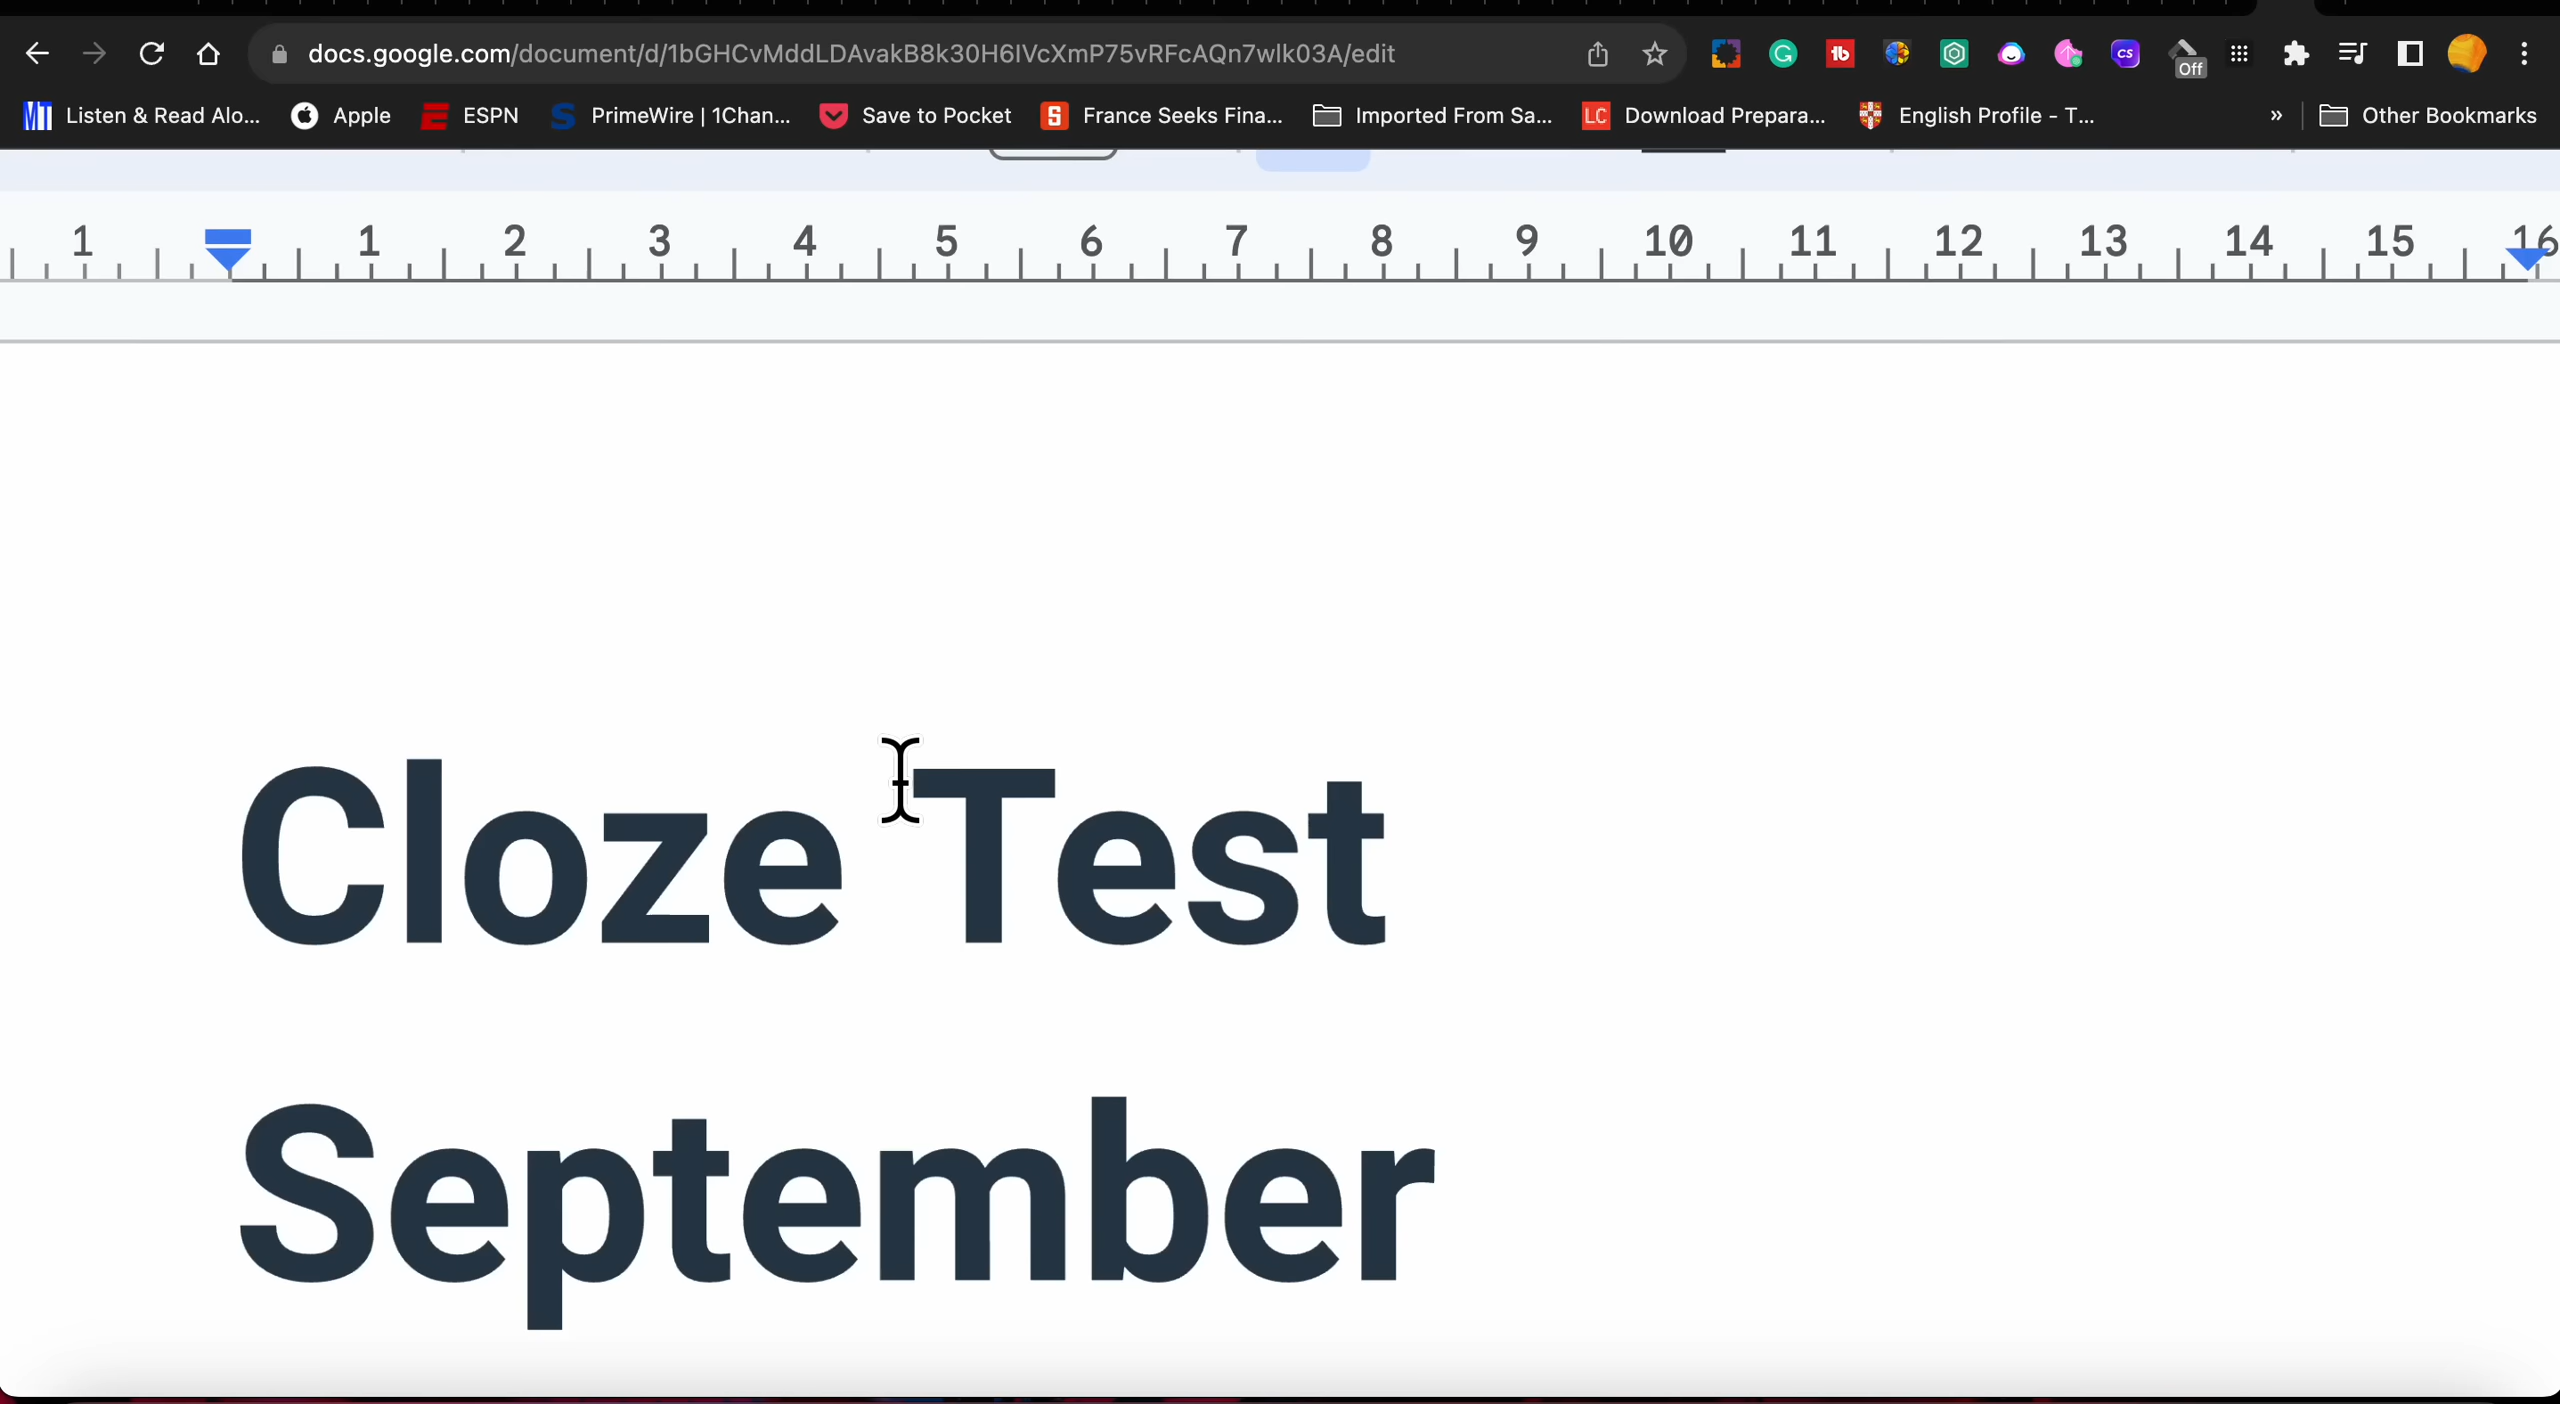 docs.google.com/document/d/1bGHCvMddLDAvakB8k30H6IVcXmP75vRFcAQn7wlk03A/edit
Off
Listen & Read Alo... Apple ESPN PrimeWire | 1Chan... Save to Pocket France Seeks Fina... Imported From Sa... Download Prepara... English Profile - T... » Other Bookmarks
1 1 2 3 4 5 6 7 8 9 10 11 12 13 14 15 16
Cloze Test
September